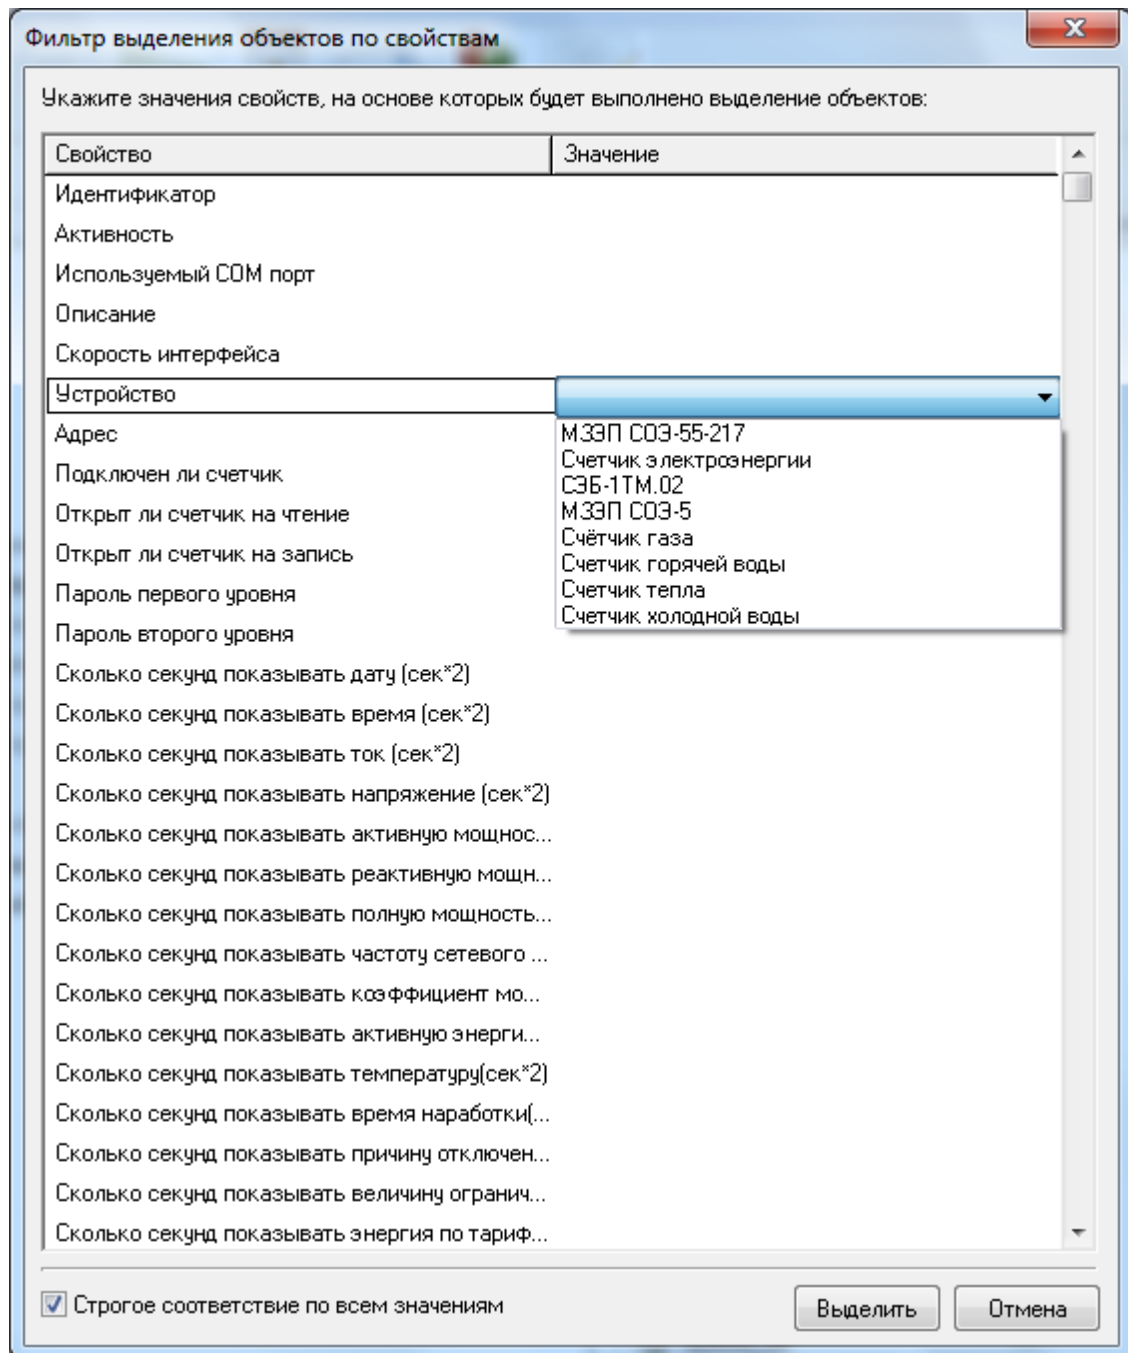 Фильтр выделения объектов по свойствам
Укажите значения свойств, на основе которых будет выполнено выделение объектов:
Свойство Значение
Идентификатор
Активность
Используемый COM порт
Описание
Скорость интерфейса
Устройство
Адрес
Подключен ли счетчик
Открыт ли счетчик на чтение
Открыт ли счетчик на запись
Пароль первого уровня
Пароль второго уровня
МЗЭП СОЭ-55-217
Счетчик электроэнергии
СЭБ-1ТМ.02
МЗЭП СОЭ-5
Счётчик газа
Счетчик горячей воды
Счетчик тепла
Счетчик холодной воды
Сколько секунд показывать дату (сек*2)
Сколько секунд показывать время (сек*2)
Сколько секунд показывать ток (сек*2)
Сколько секунд показывать напряжение (сек*2)
Сколько секунд показывать активную мощнос...
Сколько секунд показывать реактивную мощн...
Сколько секунд показывать полную мощность...
Сколько секунд показывать частоту сетевого ...
Сколько секунд показывать коэффициент мо...
Сколько секунд показывать активную энерги...
Сколько секунд показывать температуру(сек*2)
Сколько секунд показывать время наработки(...
Сколько секунд показывать причину отключен...
Сколько секунд показывать величину огранич...
Сколько секунд показывать энергия по тариф...
Строгое соответствие по всем значениям
Выделить Отмена